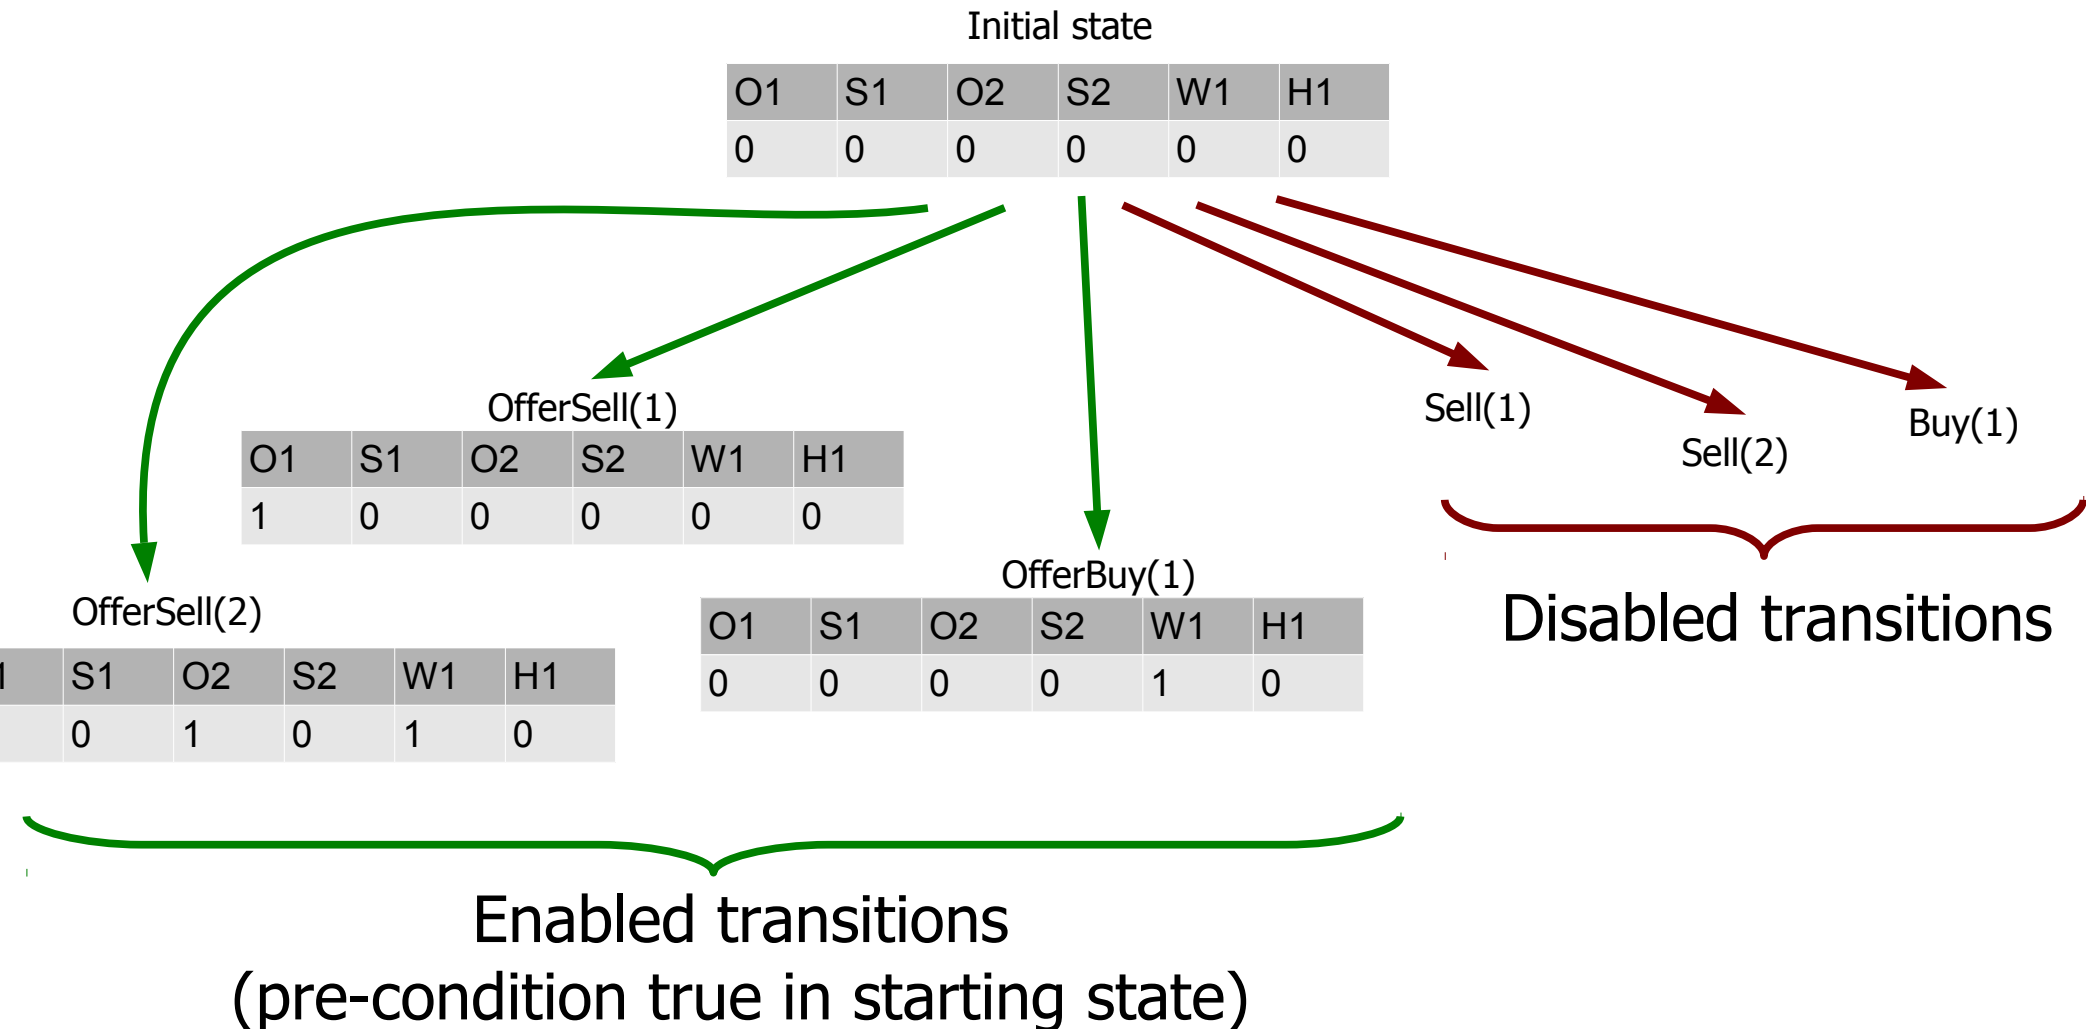 Initial state
O1 S1 O2 S2 W1 H1
0 0 0 0 0 0
OfferSell(1)
O1 S1 O2 S2 W1 H1
1 0 0 0 0 0
Sell(1)
Sell(2)
Buy(1)
OfferBuy(1)
O1 S1 O2 S2 W1 H1
0 0 0 0 1 0
Disabled transitions
OfferSell(2)
1 S1 O2 S2 W1 H1
0 1 0 1 0
Enabled transitions
(pre-condition true in starting state)